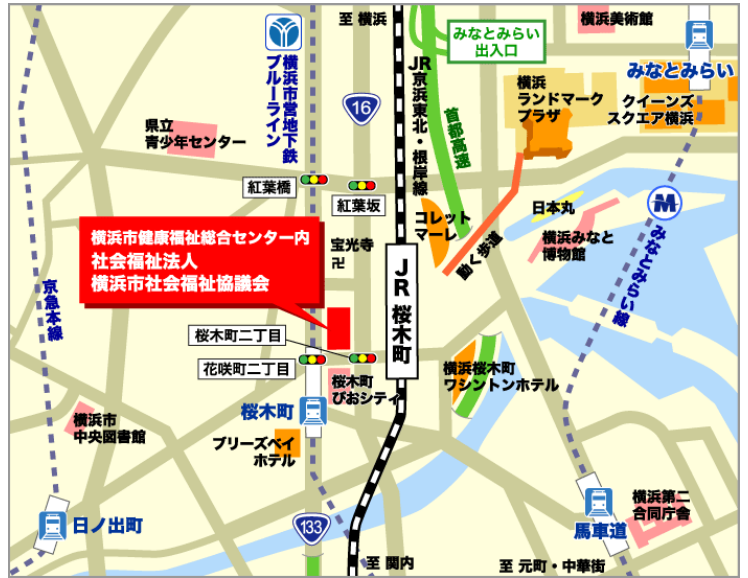 至 横浜
みなとみらい
出入口
横浜美術館
みなとみらい
横浜市営地下鉄
ブルーライン
16
JR京浜東北・根岸線
首都高速
横浜
ランドマーク
プラザ
クイーンズ
スクエア横浜
県立
青少年センター
紅葉橋
紅葉坂
コレット
マーレ
動く歩道
日本丸
横浜みなと
博物館
みなとみらい線
横浜市健康福祉総合センター内
社会福祉法人
横浜市社会福祉協議会
宝光寺
卍
JR 桜木町
京急本線
桜木町二丁目
花咲町二丁目
桜木町
ぴおシティ
横浜桜木町
ワシントンホテル
桜木町
横浜市
中央図書館
ブリーズベイ
ホテル
日ノ出町
133
馬車道
横浜第二
合同庁舎
至 関内
至 元町・中華街